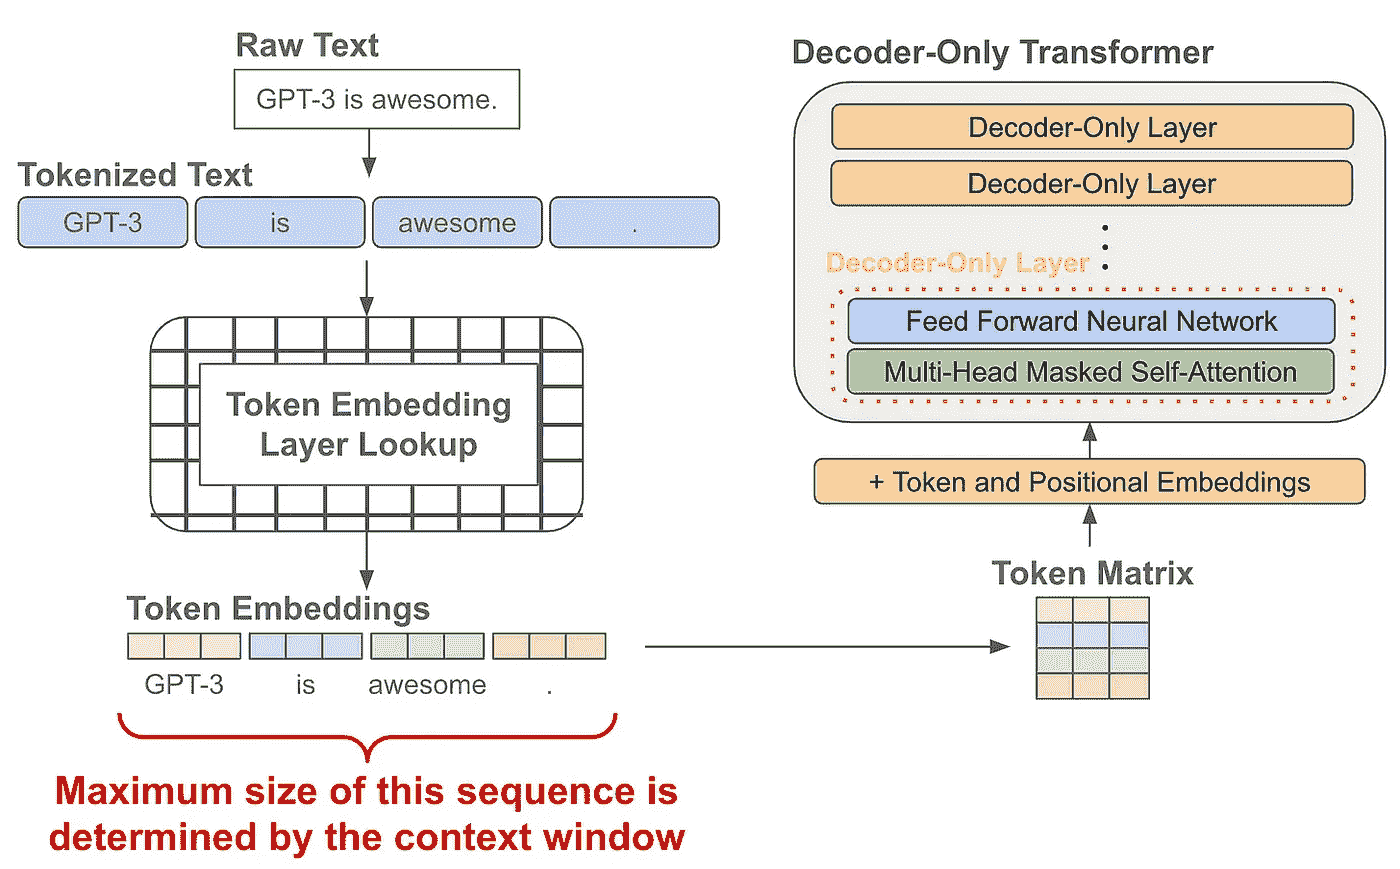 Raw Text
GPT-3 is awesome.
Tokenized Text
GPT-3 is awesome .
Token Embedding
Layer Lookup
Token Embeddings
GPT-3 is awesome .
Maximum size of this sequence is
determined by the context window
Decoder-Only Transformer
Decoder-Only Layer
Decoder-Only Layer
Decoder-Only Layer
Feed Forward Neural Network
Multi-Head Masked Self-Attention
+ Token and Positional Embeddings
Token Matrix